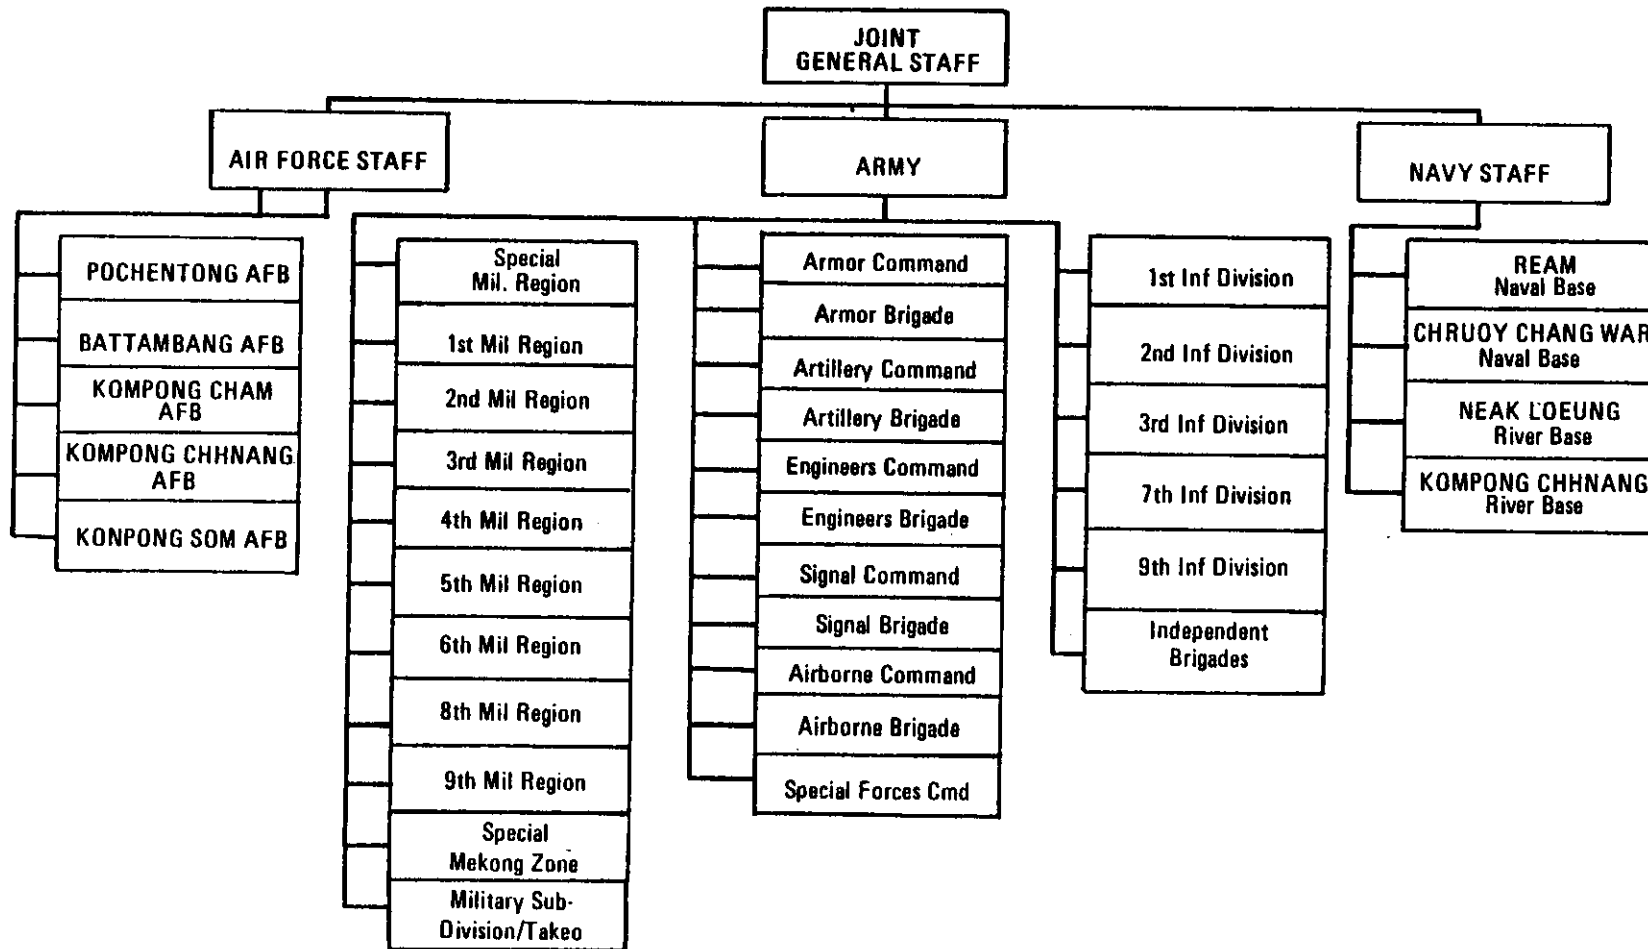 JOINT
GENERAL STAFF
AIR FORCE STAFF
ARMY
NAVY STAFF
POCHENTONG AFB
BATTAMBANG AFB
KOMPONG CHAM
AFB
KOMPONG CHHNANG
AFB
KONPONG SOM AFB
Special
Mil. Region
1st Mil Region
2nd Mil Region
3rd Mil Region
4th Mil Region
5th Mil Region
6th Mil Region
8th Mil Region
9th Mil Region
Special
Mekong Zone
Military Sub-
Division/Takeo
Armor Command
Armor Brigade
Artillery Command
Artillery Brigade
Engineers Command
Engineers Brigade
Signal Command
Signal Brigade
Airborne Command
Airborne Brigade
Special Forces Cmd
1st Inf Division
2nd Inf Division
3rd Inf Division
7th Inf Division
9th Inf Division
Independent
Brigades
REAM
Naval Base
CHRUOY CHANG WAR
Naval Base
NEAK LOEUNG
River Base
KOMPONG CHHNANG
River Base